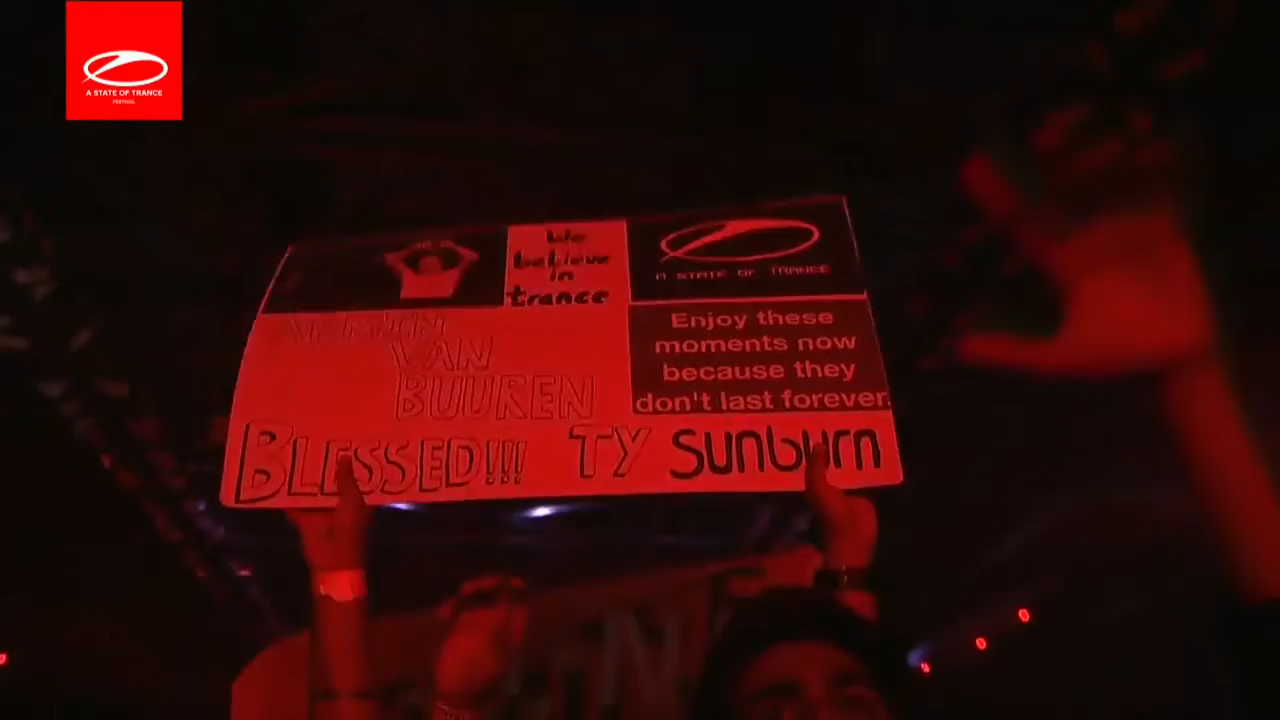 A STATE OF TRANCE
FESTIVAL
We
believe
in
trance
A STATE OF TRANCE
ARMIN
VAN
BUUREN
Enjoy these
moments now
because they
don't last forever.
BLESSED!!! TY Sunburn